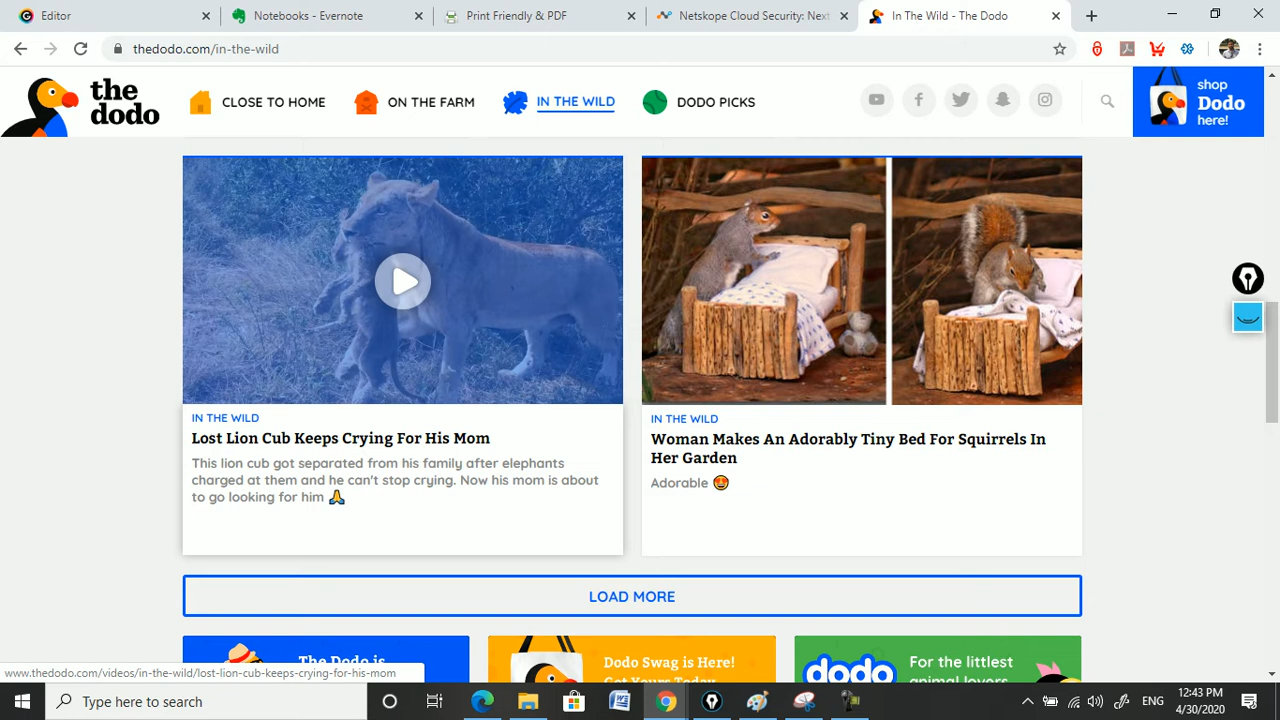 Editor
Notebooks - Evernote
Print Friendly & PDF
Netskope Cloud Security: Next
In The Wild - The Dodo
thedodo.com/in-the-wild
the
dodo
CLOSE TO HOME
ON THE FARM
IN THE WILD
DODO PICKS
shop
Dodo
here!
IN THE WILD
Lost Lion Cub Keeps Crying For His Mom
This lion cub got separated from his family after elephants
charged at them and he can't stop crying. Now his mom is about
to go looking for him 🙏
IN THE WILD
Woman Makes An Adorably Tiny Bed For Squirrels In
Her Garden
Adorable 🤩
LOAD MORE
The Dodo is
Dodo Swag is Here!
Get Yours Today
dodo
For the littlest
animal lovers
www.thedodo.com/videos/in-the-wild/lost-lion-cub-keeps-crying-for-his-mom
Type here to search
ENG
12:43 PM
4/30/2020